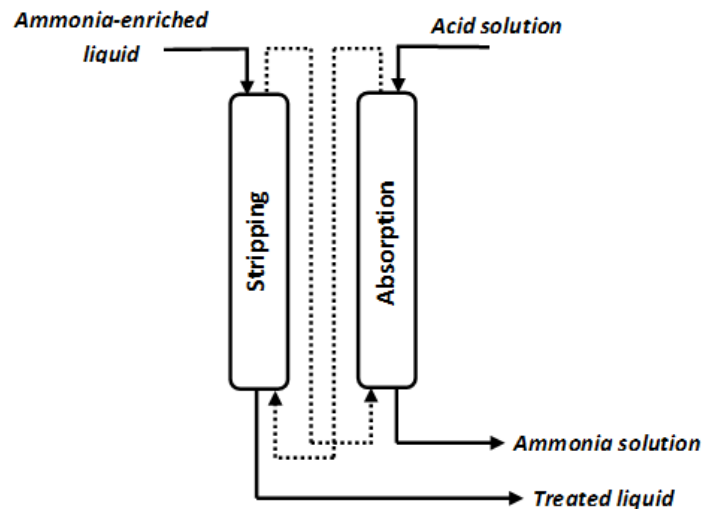 Ammonia-enriched
liquid
Acid solution
Stripping
Absorption
Ammonia solution
Treated liquid